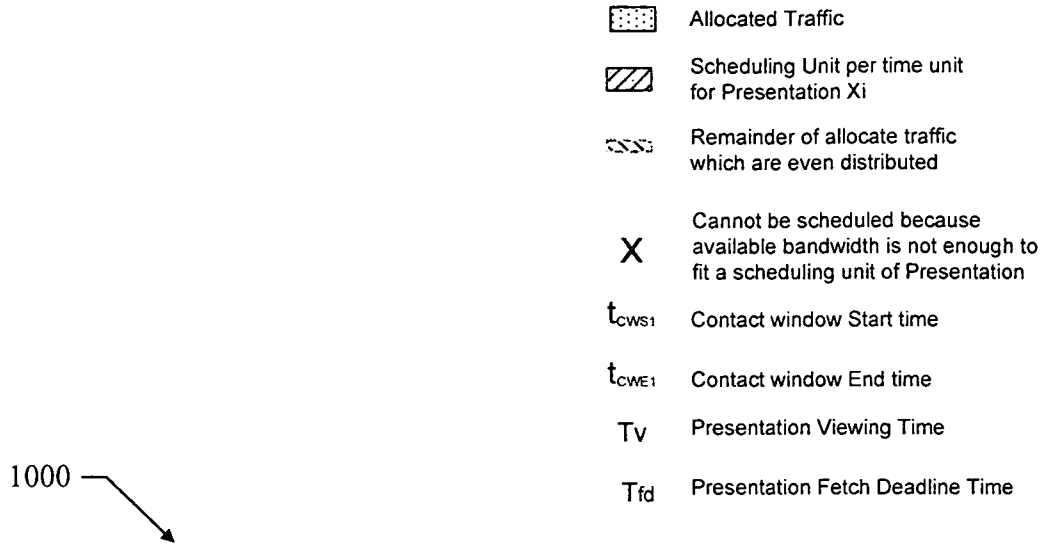 Allocated Traffic
Scheduling Unit per time unit
for Presentation Xi
Remainder of allocate traffic
which are even distributed
X
Cannot be scheduled because
available bandwidth is not enough to
fit a scheduling unit of Presentation
tCWS1 Contact window Start time
tCWE1 Contact window End time
Tv Presentation Viewing Time
Tfd Presentation Fetch Deadline Time
1000